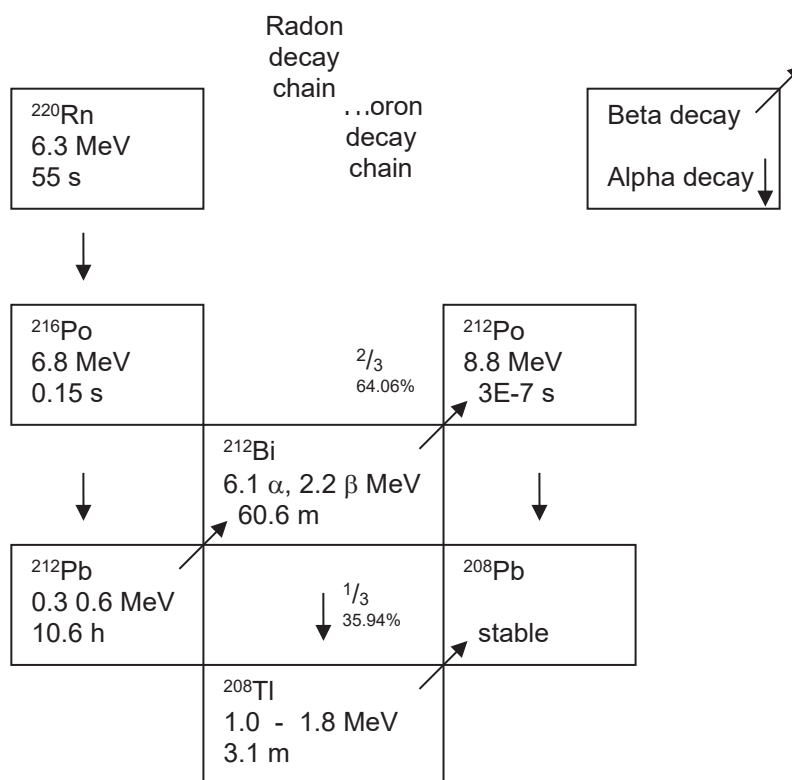 Radon
decay
chain
decay
chain
²²⁰Rn
6.3 MeV
55 s
Beta decay
Alpha decay
²¹⁶Po
6.8 MeV
0.15 s
²/₃
64.06%
²¹²Po
8.8 MeV
3E-7 s
²¹²Bi
6.1 α, 2.2 β MeV
60.6 m
²¹²Pb
0.3 0.6 MeV
10.6 h
¹/₃
35.94%
²⁰⁸Pb
stable
²⁰⁸Tl
1.0 - 1.8 MeV
3.1 m